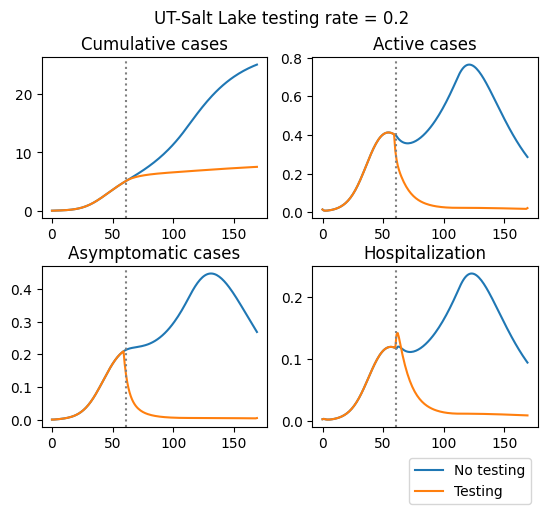 UT-Salt Lake testing rate = 0.2
Cumulative cases
Active cases
20
10
0
0 50 100 150
0.8
0.6
0.4
0.2
0.0
0 50 100 150
Asymptomatic cases
Hospitalization
0.4
0.3
0.2
0.1
0.0
0 50 100 150
0.2
0.1
0.0
0 50 100 150
No testing
Testing